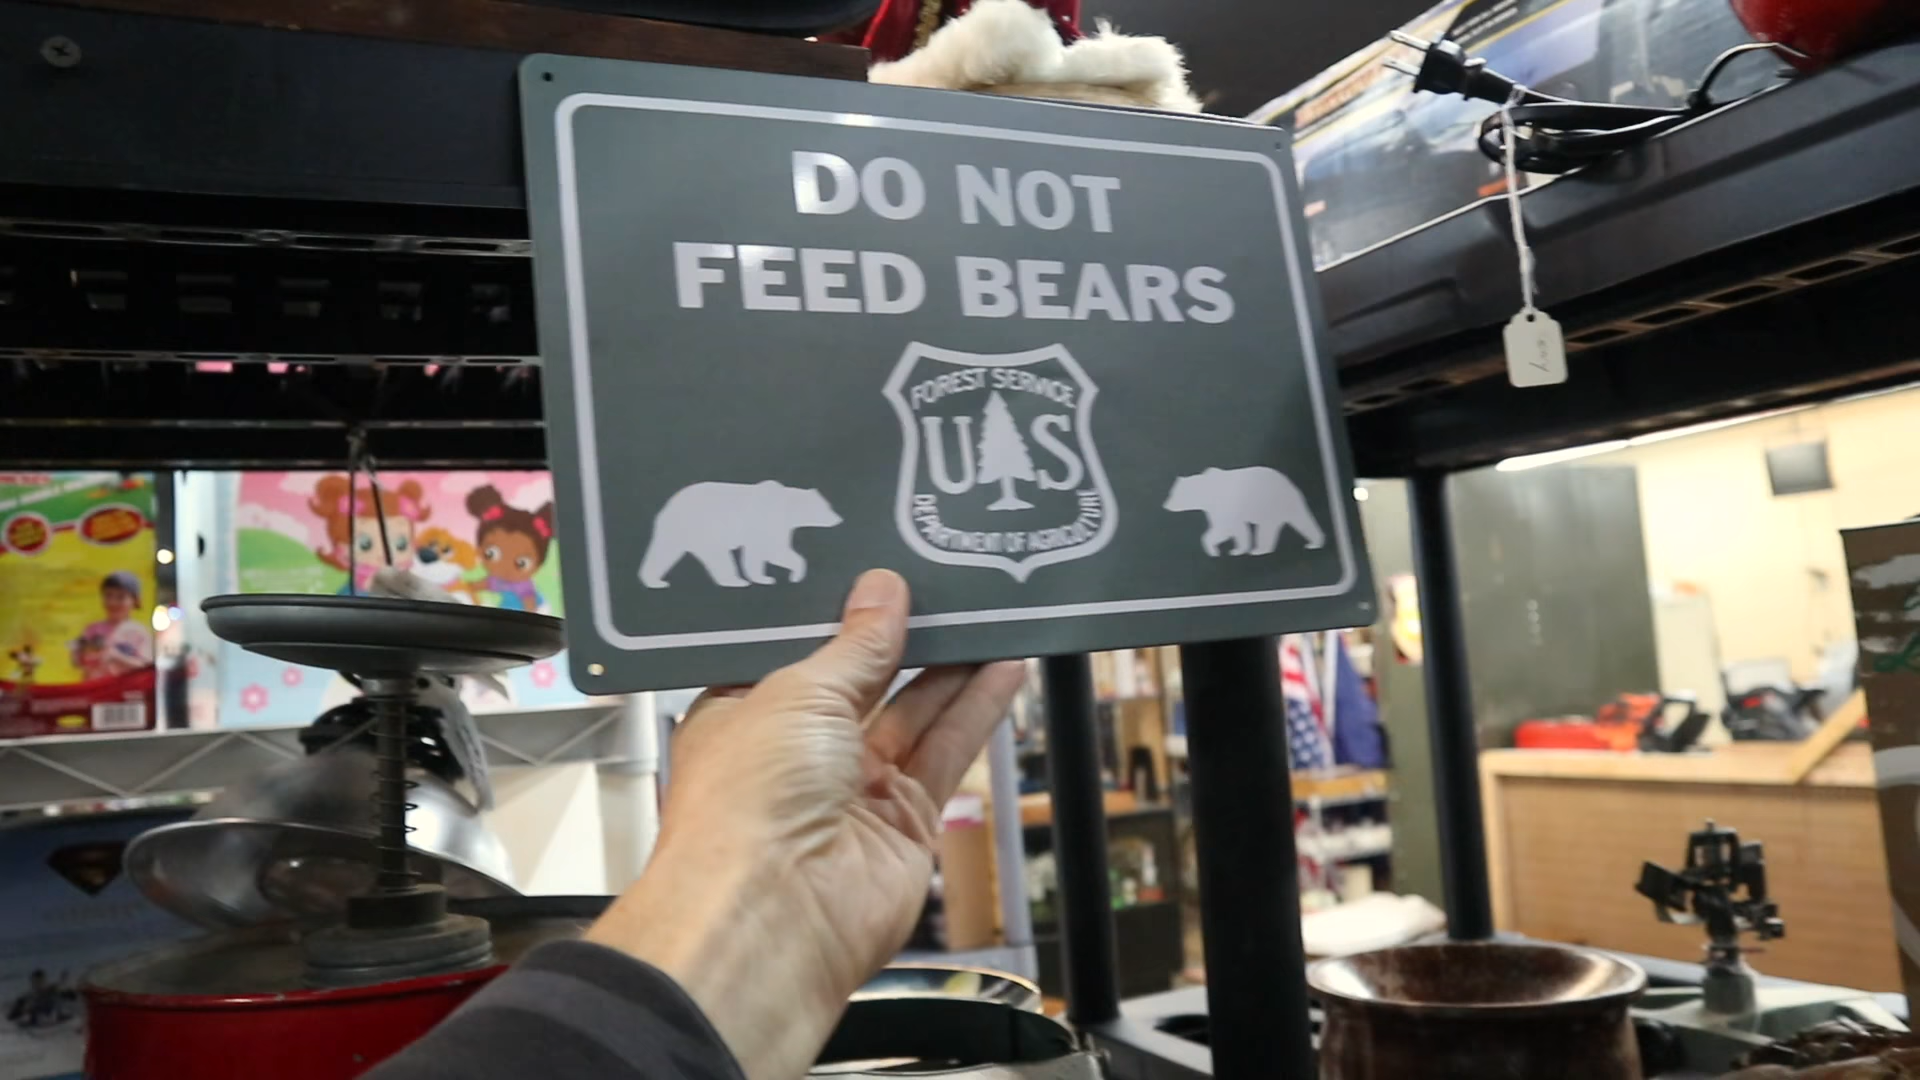 DO NOT
FEED BEARS
FOREST SERVICE
U S
DEPARTMENT OF AGRICULTURE